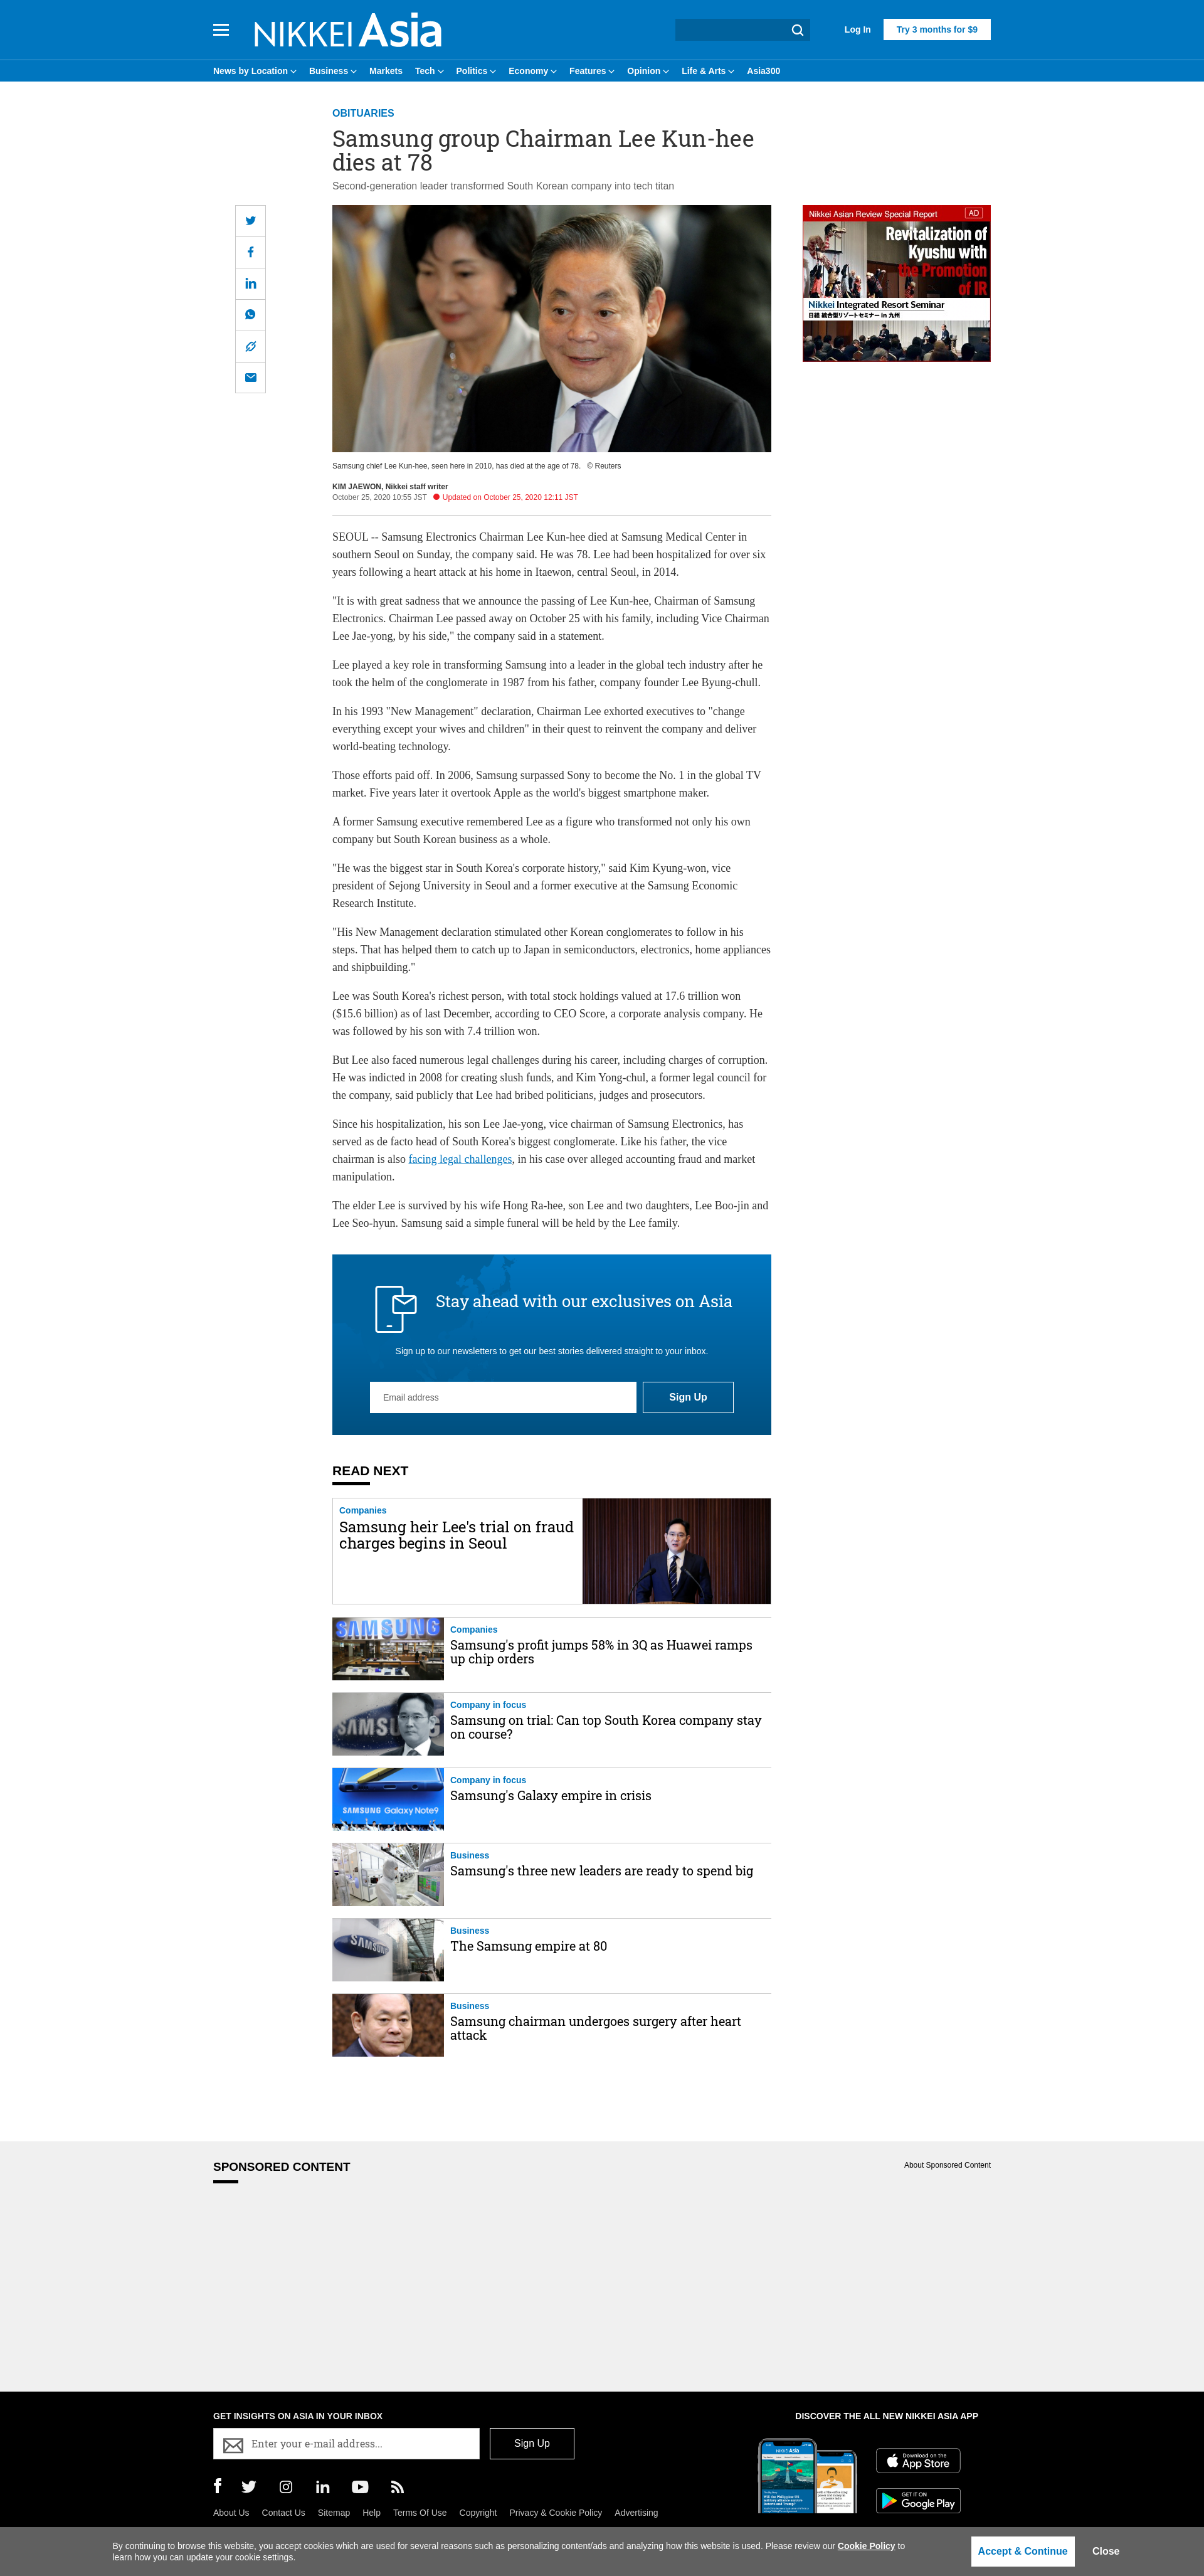 NIKKEI Asia
Log In
Try 3 months for $9
News by Location
Business
Markets
Tech
Politics
Economy
Features
Opinion
Life & Arts
Asia300
OBITUARIES
Samsung group Chairman Lee Kun-hee
dies at 78
Second-generation leader transformed South Korean company into tech titan
Nikkei Asian Review Special Report
AD
Revitalization of
Kyushu with
the Promotion
of IR
Nikkei Integrated Resort Seminar
日経 統合型リゾートセミナー in 九州
Samsung chief Lee Kun-hee, seen here in 2010, has died at the age of 78. © Reuters
KIM JAEWON, Nikkei staff writer
October 25, 2020 10:55 JST Updated on October 25, 2020 12:11 JST
SEOUL -- Samsung Electronics Chairman Lee Kun-hee died at Samsung Medical Center in
southern Seoul on Sunday, the company said. He was 78. Lee had been hospitalized for over six
years following a heart attack at his home in Itaewon, central Seoul, in 2014.
"It is with great sadness that we announce the passing of Lee Kun-hee, Chairman of Samsung
Electronics. Chairman Lee passed away on October 25 with his family, including Vice Chairman
Lee Jae-yong, by his side," the company said in a statement.
Lee played a key role in transforming Samsung into a leader in the global tech industry after he
took the helm of the conglomerate in 1987 from his father, company founder Lee Byung-chull.
In his 1993 "New Management" declaration, Chairman Lee exhorted executives to "change
everything except your wives and children" in their quest to reinvent the company and deliver
world-beating technology.
Those efforts paid off. In 2006, Samsung surpassed Sony to become the No. 1 in the global TV
market. Five years later it overtook Apple as the world's biggest smartphone maker.
A former Samsung executive remembered Lee as a figure who transformed not only his own
company but South Korean business as a whole.
"He was the biggest star in South Korea's corporate history," said Kim Kyung-won, vice
president of Sejong University in Seoul and a former executive at the Samsung Economic
Research Institute.
"His New Management declaration stimulated other Korean conglomerates to follow in his
steps. That has helped them to catch up to Japan in semiconductors, electronics, home appliances
and shipbuilding."
Lee was South Korea's richest person, with total stock holdings valued at 17.6 trillion won
($15.6 billion) as of last December, according to CEO Score, a corporate analysis company. He
was followed by his son with 7.4 trillion won.
But Lee also faced numerous legal challenges during his career, including charges of corruption.
He was indicted in 2008 for creating slush funds, and Kim Yong-chul, a former legal council for
the company, said publicly that Lee had bribed politicians, judges and prosecutors.
Since his hospitalization, his son Lee Jae-yong, vice chairman of Samsung Electronics, has
served as de facto head of South Korea's biggest conglomerate. Like his father, the vice
chairman is also facing legal challenges, in his case over alleged accounting fraud and market
manipulation.
The elder Lee is survived by his wife Hong Ra-hee, son Lee and two daughters, Lee Boo-jin and
Lee Seo-hyun. Samsung said a simple funeral will be held by the Lee family.
Stay ahead with our exclusives on Asia
Sign up to our newsletters to get our best stories delivered straight to your inbox.
Email address
Sign Up
READ NEXT
Companies
Samsung heir Lee's trial on fraud
charges begins in Seoul
SAMSUNG
Companies
Samsung's profit jumps 58% in 3Q as Huawei ramps
up chip orders
Company in focus
Samsung on trial: Can top South Korea company stay
on course?
SAMSUNG Galaxy Note9
Company in focus
Samsung's Galaxy empire in crisis
Business
Samsung's three new leaders are ready to spend big
Business
The Samsung empire at 80
Business
Samsung chairman undergoes surgery after heart
attack
SPONSORED CONTENT
About Sponsored Content
GET INSIGHTS ON ASIA IN YOUR INBOX
Enter your e-mail address...
Sign Up
DISCOVER THE ALL NEW NIKKEI ASIA APP
Download on the
App Store
GET IT ON
Google Play
About Us
Contact Us
Sitemap
Help
Terms Of Use
Copyright
Privacy & Cookie Policy
Advertising
By continuing to browse this website, you accept cookies which are used for several reasons such as personalizing content/ads and analyzing how this website is used. Please review our Cookie Policy to
learn how you can update your cookie settings.
Accept & Continue
Close